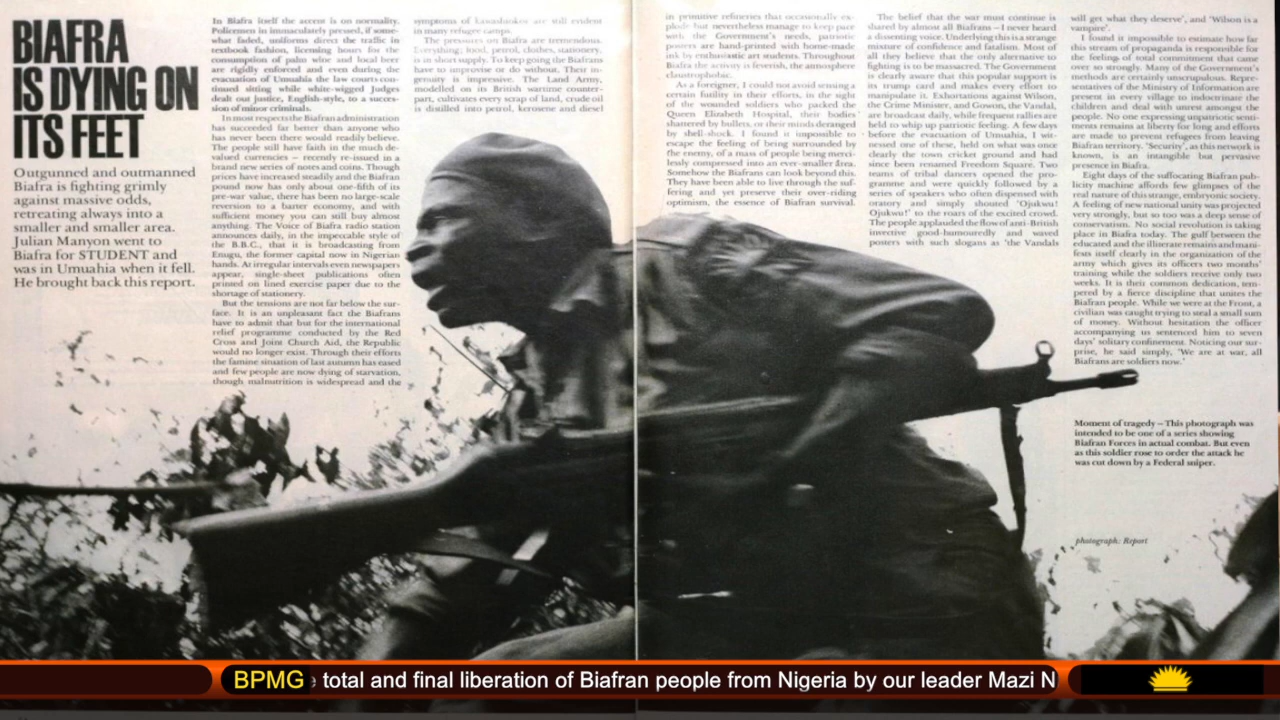 BIAFRA
IS DYING ON
ITS FEET
Outgunned and outmanned
Biafra is fighting grimly
against massive odds,
retreating always into a
smaller and smaller area.
Julian Manyon went to
Biafra for STUDENT and
was in Umuahia when it fell.
He brought back this report.
In Biafra itself the accent is on normality.
Policemen in immaculately pressed, if some-
what faded, uniforms direct the traffic in
textbook fashion, licensing hours for the
consumption of palm wine and local beer
are rigidly enforced and even during the
evacuation of Umuahia the law courts con-
tinued sitting while white-wigged Judges
dealt out justice, English-style, to a succes-
sion of minor criminals.
In most respects the Biafran administration
has succeeded far better than anyone who
has never been there would readily believe.
The people still have faith in the much de-
valued currencies – recently re-issued in a
brand new series of notes and coins. Though
prices have increased steadily and the Biafran
pound now has only about one-fifth of its
pre-war value, there has been no large-scale
reversion to a barter economy, and with
sufficient money you can still buy almost
anything. The Voice of Biafra radio station
announces daily, in the impeccable style of
the B.B.C., that it is broadcasting from
Enugu, the former capital now in Nigerian
hands. At irregular intervals even newspapers
appear, single-sheet publications often
printed on lined exercise paper due to the
shortage of stationery.
But the tensions are not far below the sur-
face. It is an unpleasant fact the Biafrans
have to admit that but for the international
relief programme conducted by the Red
Cross and Joint Church Aid, the Republic
would no longer exist. Through their efforts
the famine situation of last autumn has eased
and few people are now dying of starvation,
though malnutrition is widespread and the
symptoms of kwashiorkor are still evident
in many refugee camps.
The pressures on Biafra are tremendous.
Everything; food, petrol, clothes, stationery,
is in short supply. To keep going the Biafrans
have to improvise or do without. Their in-
genuity is impressive. The Land Army,
modelled on its British wartime counter-
part, cultivates every scrap of land, crude oil
is distilled into petrol, kerosene and diesel
in primitive refineries that occasionally ex-
plode but nevertheless manage to keep pace
with the Government's needs, patriotic
posters are hand-printed with home-made
ink by enthusiastic art students. Throughout
Biafra the activity is feverish, the atmosphere
claustrophobic.
As a foreigner, I could not avoid sensing a
certain futility in their efforts, in the sight
of the wounded soldiers who packed the
Queen Elizabeth Hospital, their bodies
shattered by bullets, or their minds deranged
by shell-shock. I found it impossible to
escape the feeling of being surrounded by
the enemy, of a mass of people being merci-
lessly compressed into an ever-smaller area.
Somehow the Biafrans can look beyond this.
They have been able to live through the suf-
fering and yet preserve their over-riding
optimism, the essence of Biafran survival.
The belief that the war must continue is
shared by almost all Biafrans – I never heard
a dissenting voice. Underlying this is a strange
mixture of confidence and fatalism. Most of
all they believe that the only alternative to
fighting is to be massacred. The Government
is clearly aware that this popular support is
its trump card and makes every effort to
manipulate it. Exhortations against Wilson,
the Crime Minister, and Gowon, the Vandal,
are broadcast daily, while frequent rallies are
held to whip up patriotic feeling. A few days
before the evacuation of Umuahia, I wit-
nessed one of these, held on what was once
clearly the town cricket ground and had
since been renamed Freedom Square. Two
teams of tribal dancers opened the pro-
gramme and were quickly followed by a
series of speakers who often dispensed with
oratory and simply shouted 'Ojukwu!
Ojukwu!' to the roars of the excited crowd.
The people applauded the flow of anti-British
invective good-humouredly and waved
posters with such slogans as 'the Vandals
will get what they deserve', and 'Wilson is a
vampire'.
I found it impossible to estimate how far
this stream of propaganda is responsible for
the feelings of total commitment that came
over so strongly. Many of the Government's
methods are certainly unscrupulous. Repre-
sentatives of the Ministry of Information are
present in every village to indoctrinate the
children and deal with unrest amongst the
people. No one expressing unpatriotic senti-
ments remains at liberty for long and efforts
are made to prevent refugees from leaving
Biafran territory. 'Security', as this network is
known, is an intangible but pervasive
presence in Biafra.
Eight days of the suffocating Biafran pub-
licity machine affords few glimpses of the
real nature of this strange, embryonic society.
A feeling of new national unity was projected
very strongly, but so too was a deep sense of
conservatism. No social revolution is taking
place in Biafra today. The gulf between the
educated and the illiterate remains and mani-
fests itself clearly in the organization of the
army which gives its officers two months'
training while the soldiers receive only two
weeks. It is their common dedication, tem-
pered by a fierce discipline that unites the
Biafran people. While we were at the Front, a
civilian was caught trying to steal a small sum
of money. Without hesitation the officer
accompanying us sentenced him to seven
days' solitary confinement. Noticing our sur-
prise, he said simply, 'We are at war, all
Biafrans are soldiers now.'
Moment of tragedy – This photograph was
intended to be one of a series showing
Biafran Forces in actual combat. But even
as this soldier rose to order the attack he
was cut down by a Federal sniper.
photograph: Report
BPMG total and final liberation of Biafran people from Nigeria by our leader Mazi N